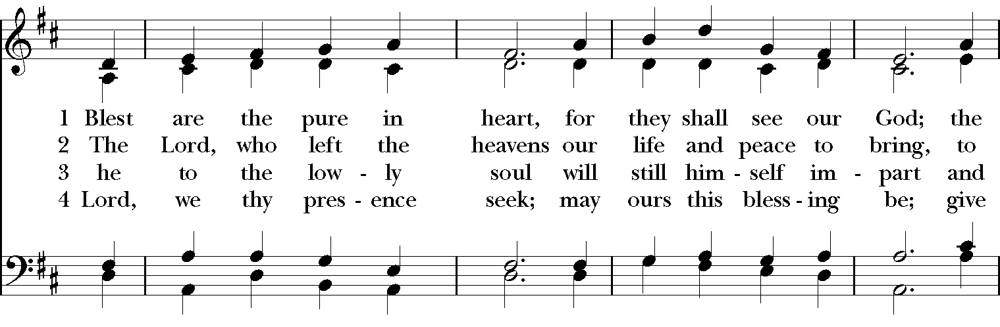 1 Blest are the pure in heart, for they shall see our God; the
2 The Lord, who left the heavens our life and peace to bring, to
3 he to the low - ly soul will still him - self im - part and
4 Lord, we thy pres - ence seek; may ours this bless - ing be; give